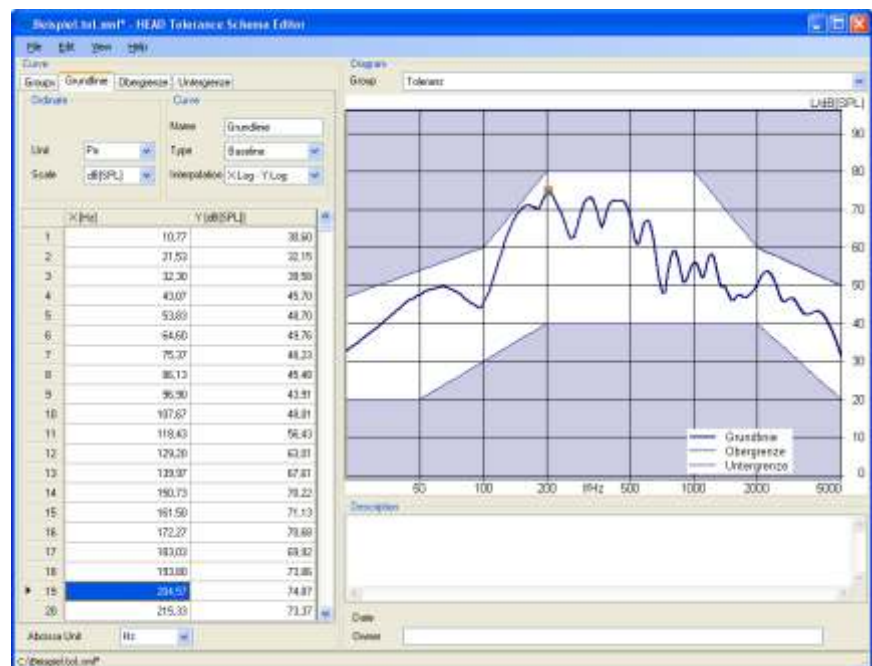 Beispiel.tol.xml* - HEAD Tolerance Schema Editor
File Edit View Help
Curve
Groups Grundlinie Obergrenze Untergrenze
Ordinate
Unit Pa
Scale dB[SPL]
Curve
Name Grundlinie
Type Baseline
Interpolation X Log - Y Log
X [Hz] Y [dB[SPL]]
1 10,77 38,60
2 21,53 32,15
3 32,30 39,58
4 43,07 45,70
5 53,83 48,70
6 64,60 49,76
7 75,37 48,23
8 86,13 45,48
9 96,90 43,91
10 107,67 48,81
11 118,43 56,43
12 129,20 63,01
13 139,97 67,81
14 150,73 70,22
15 161,50 71,13
16 172,27 70,68
17 183,03 69,92
18 193,80 73,86
19 204,57 74,87
20 215,33 73,37
Abcissa Unit Hz
C:\Beispiel.tol.xml*
Diagram
Group Toleranz
L/dB[SPL]
90
80
70
60
50
40
30
20
10
0
Grundlinie
Obergrenze
Untergrenze
50 100 200 f/Hz 500 1000 2000 5000
Description
Date
Owner